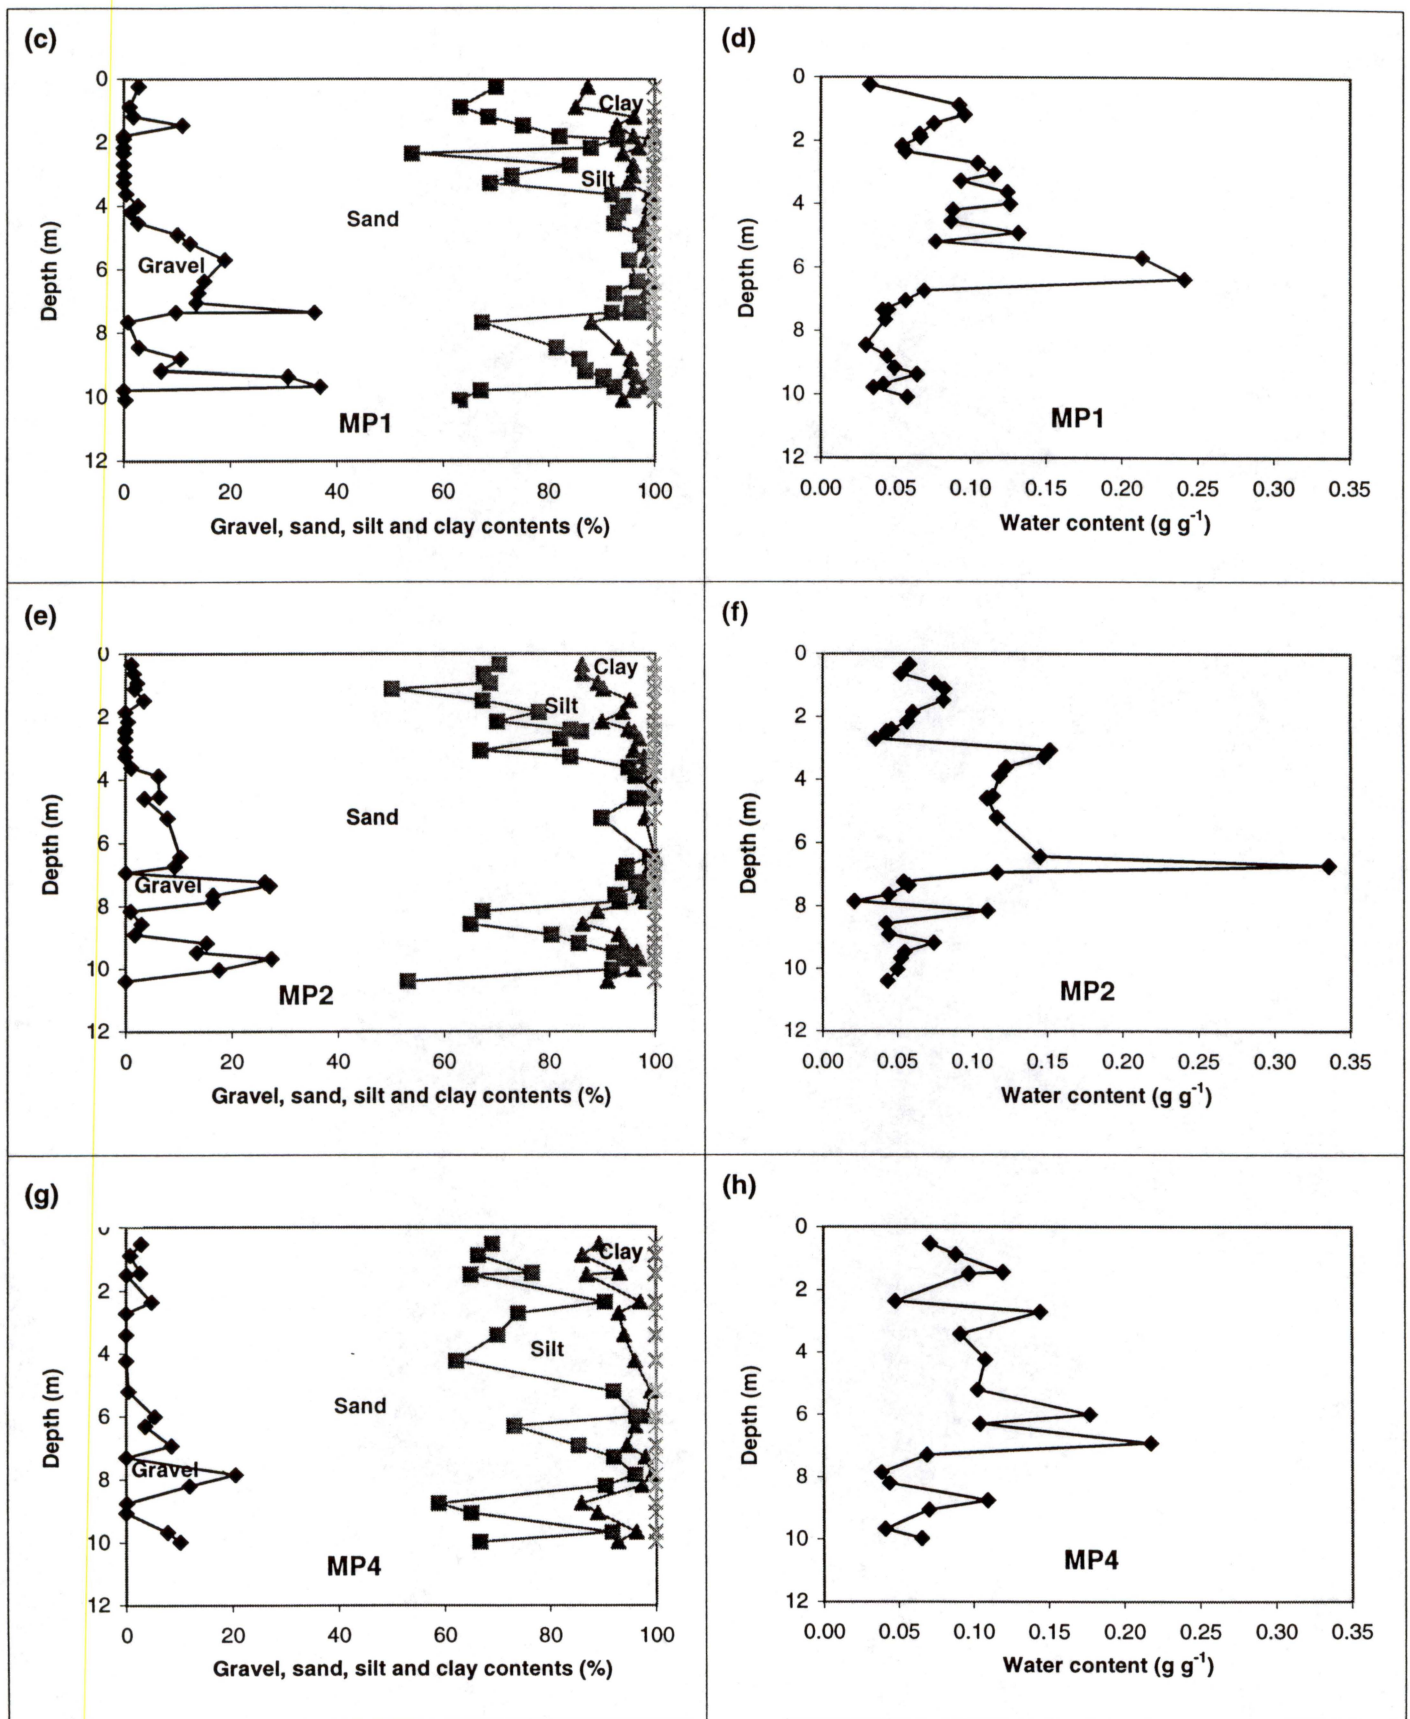 (c)
0
2
4
6
8
10
12
Depth (m)
Clay
Silt
Sand
Gravel
MP1
0 20 40 60 80 100
Gravel, sand, silt and clay contents (%)
(d)
0
2
4
6
8
10
12
Depth (m)
MP1
0.00 0.05 0.10 0.15 0.20 0.25 0.30 0.35
Water content (g g⁻¹)
(e)
0
2
4
6
8
10
12
Depth (m)
Clay
Silt
Sand
Gravel
MP2
0 20 40 60 80 100
Gravel, sand, silt and clay contents (%)
(f)
0
2
4
6
8
10
12
Depth (m)
MP2
0.00 0.05 0.10 0.15 0.20 0.25 0.30 0.35
Water content (g g⁻¹)
(g)
0
2
4
6
8
10
12
Depth (m)
Clay
Silt
Sand
Gravel
MP4
0 20 40 60 80 100
Gravel, sand, silt and clay contents (%)
(h)
0
2
4
6
8
10
12
Depth (m)
MP4
0.00 0.05 0.10 0.15 0.20 0.25 0.30 0.35
Water content (g g⁻¹)